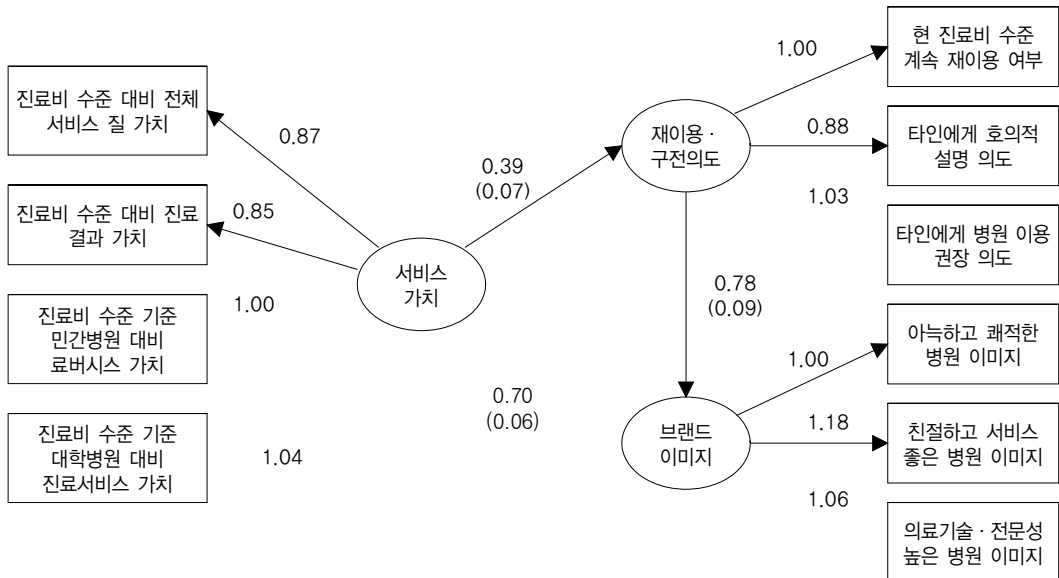 진료비 수준 대비 전체
서비스 질 가치
진료비 수준 대비 진료
결과 가치
진료비 수준 기준
민간병원 대비
료버시스 가치
진료비 수준 기준
대학병원 대비
진료서비스 가치
0.87
0.85
1.00
1.04
서비스
가치
0.39
(0.07)
0.70
(0.06)
재이용·
구전의도
0.78
(0.09)
브랜드
이미지
1.00
0.88
1.03
1.00
1.18
1.06
현 진료비 수준
계속 재이용 여부
타인에게 호의적
설명 의도
타인에게 병원 이용
권장 의도
아늑하고 쾌적한
병원 이미지
친절하고 서비스
좋은 병원 이미지
의료기술·전문성
높은 병원 이미지